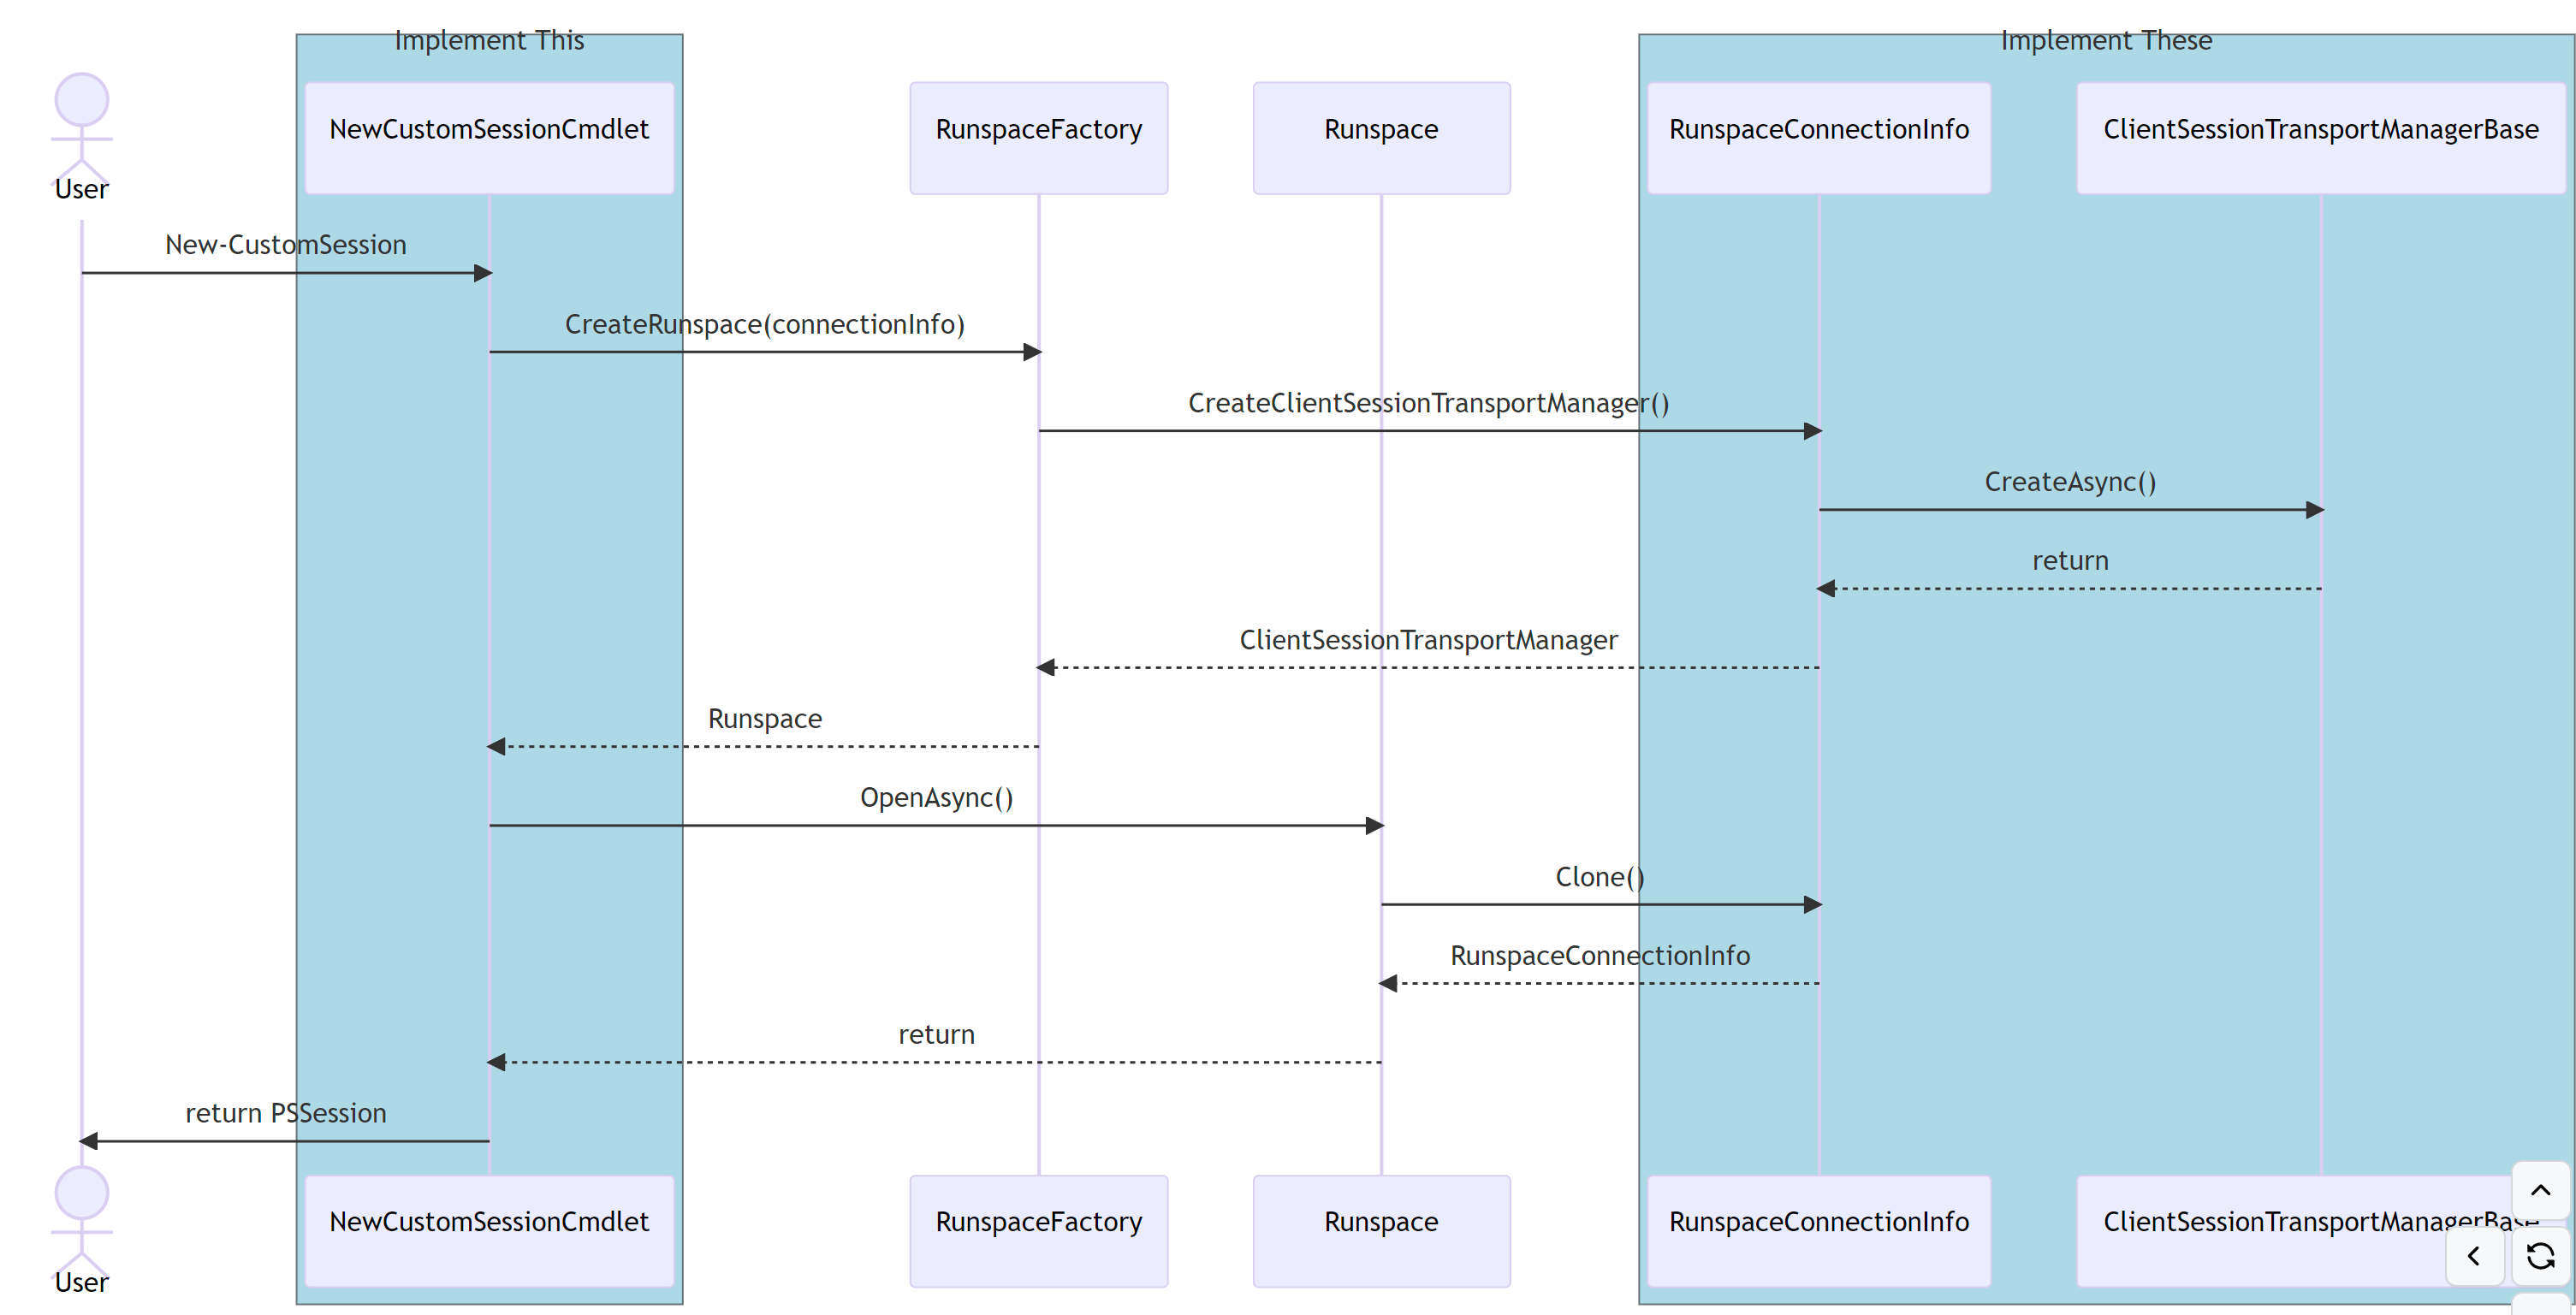 Implement This
Implement These
User
NewCustomSessionCmdlet
RunspaceFactory
Runspace
RunspaceConnectionInfo
ClientSessionTransportManagerBase
New-CustomSession
CreateRunspace(connectionInfo)
CreateClientSessionTransportManager()
CreateAsync()
return
ClientSessionTransportManager
Runspace
OpenAsync()
Clone()
RunspaceConnectionInfo
return
return PSSession
User
NewCustomSessionCmdlet
RunspaceFactory
Runspace
RunspaceConnectionInfo
ClientSessionTransportManagerBase